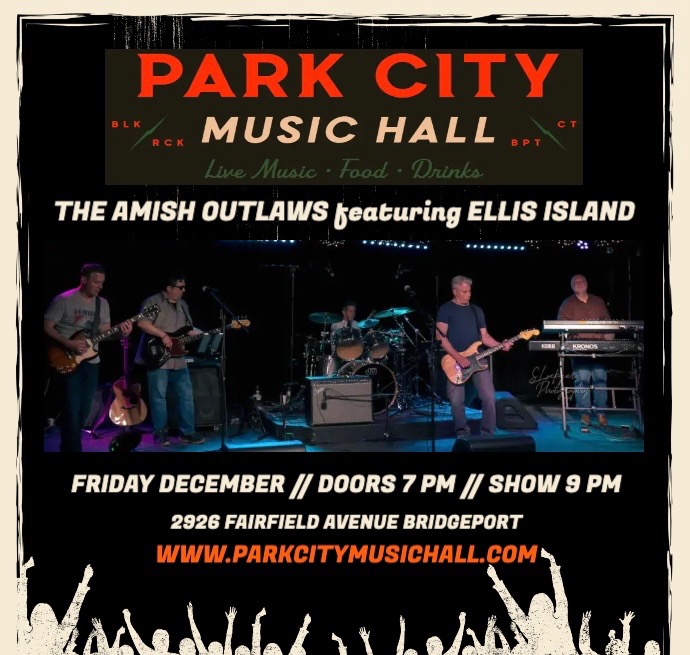 PARK CITY
BLK RCK MUSIC HALL BPT CT
Live Music · Food · Drinks
THE AMISH OUTLAWS featuring ELLIS ISLAND
KORG KRONOS
FRIDAY DECEMBER // DOORS 7 PM // SHOW 9 PM
2926 FAIRFIELD AVENUE BRIDGEPORT
WWW.PARKCITYMUSICHALL.COM